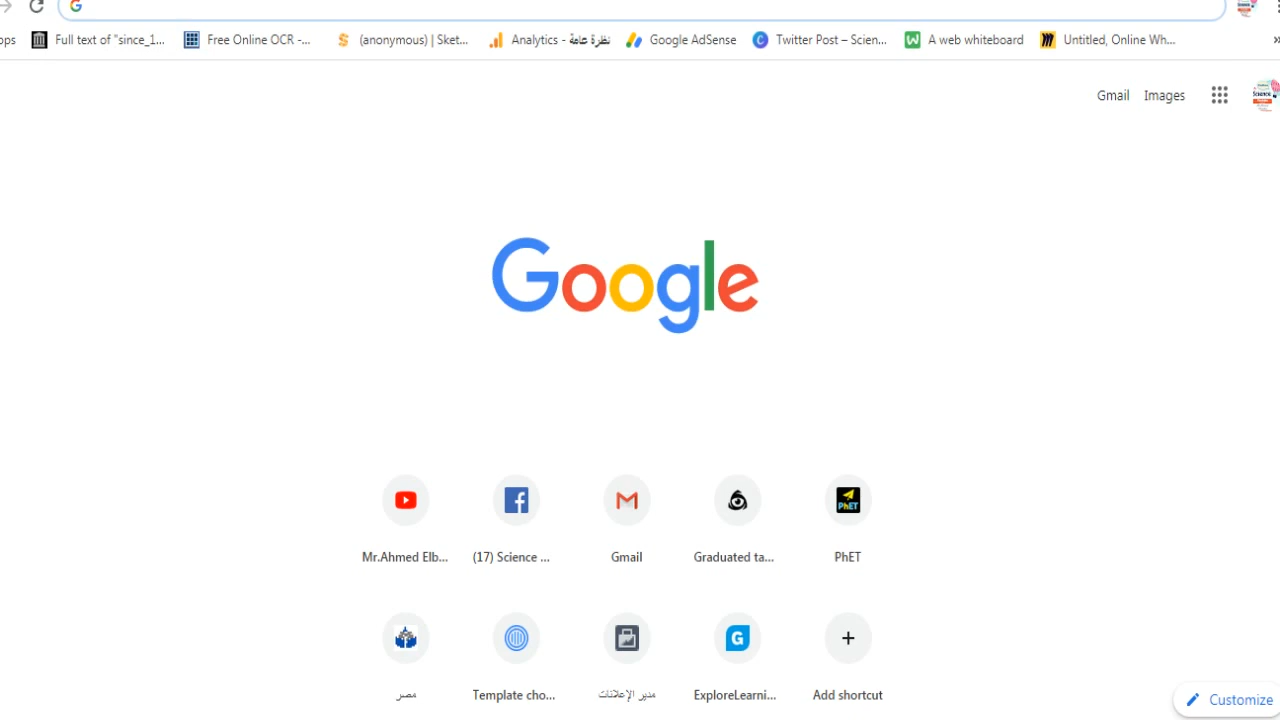 ops Full text of "since_1... Free Online OCR -... (anonymous) | Sket... Analytics - نظرة عامة Google AdSense Twitter Post – Scien... A web whiteboard Untitled, Online Wh... »
Gmail Images
Google
Mr.Ahmed Elb... (17) Science ... Gmail Graduated ta... PhET
مصر Template cho... مدير الإعلانات ExploreLearni... Add shortcut
Customize